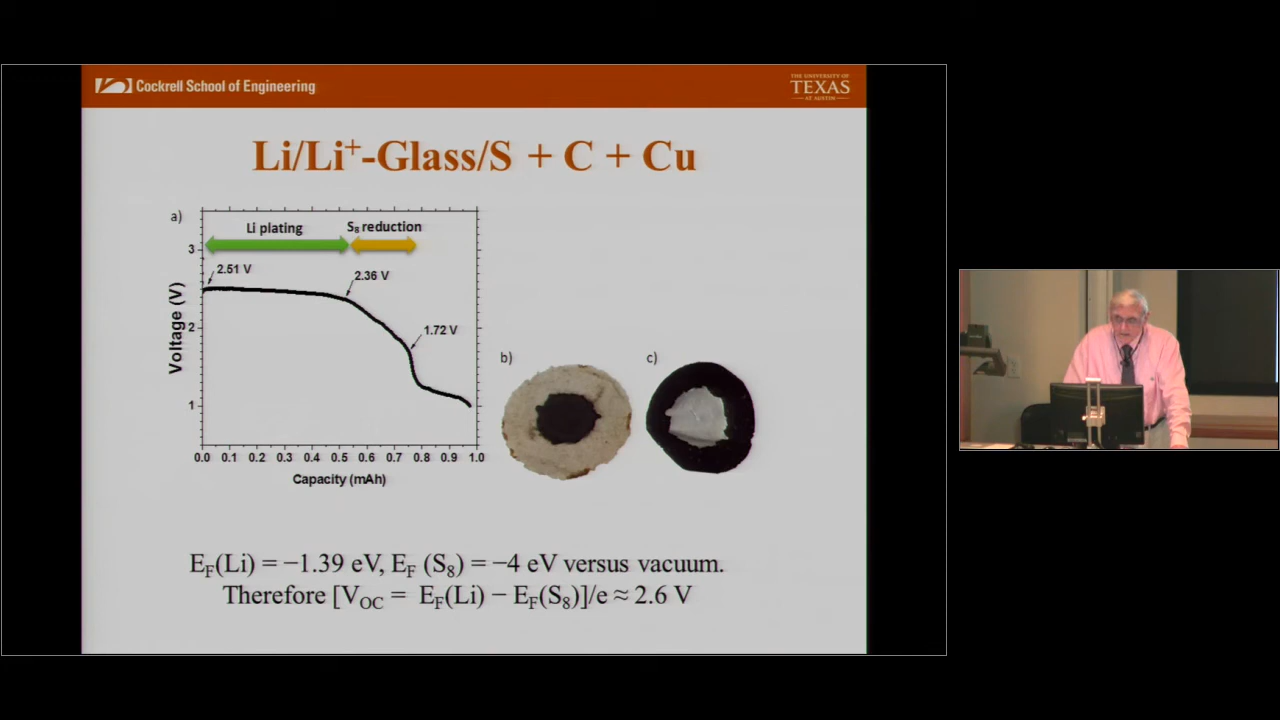 Cockrell School of Engineering
THE UNIVERSITY OF
TEXAS
AT AUSTIN
Li/Li⁺-Glass/S + C + Cu
a)
Li plating
S₈ reduction
3
2.51 V
2.36 V
2
1.72 V
1
Voltage (V)
0.0 0.1 0.2 0.3 0.4 0.5 0.6 0.7 0.8 0.9 1.0
Capacity (mAh)
b)
c)
E_F(Li) = −1.39 eV, E_F (S₈) = −4 eV versus vacuum.
Therefore [V_OC = E_F(Li) − E_F(S₈)]/e ≈ 2.6 V